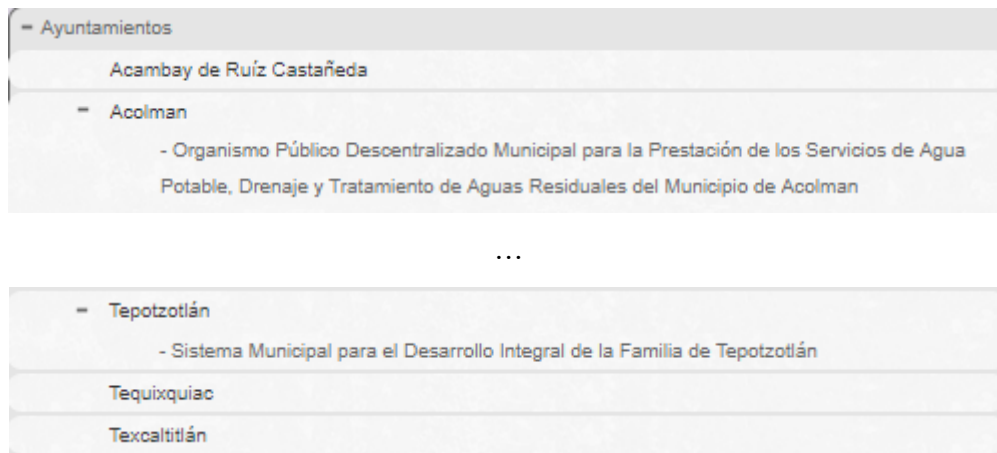 - Ayuntamientos
Acambay de Ruíz Castañeda
- Acolman
- Organismo Público Descentralizado Municipal para la Prestación de los Servicios de Agua
Potable, Drenaje y Tratamiento de Aguas Residuales del Municipio de Acolman
...
- Tepotzotlán
- Sistema Municipal para el Desarrollo Integral de la Familia de Tepotzotlán
Tequixquiac
Texcaltitlán